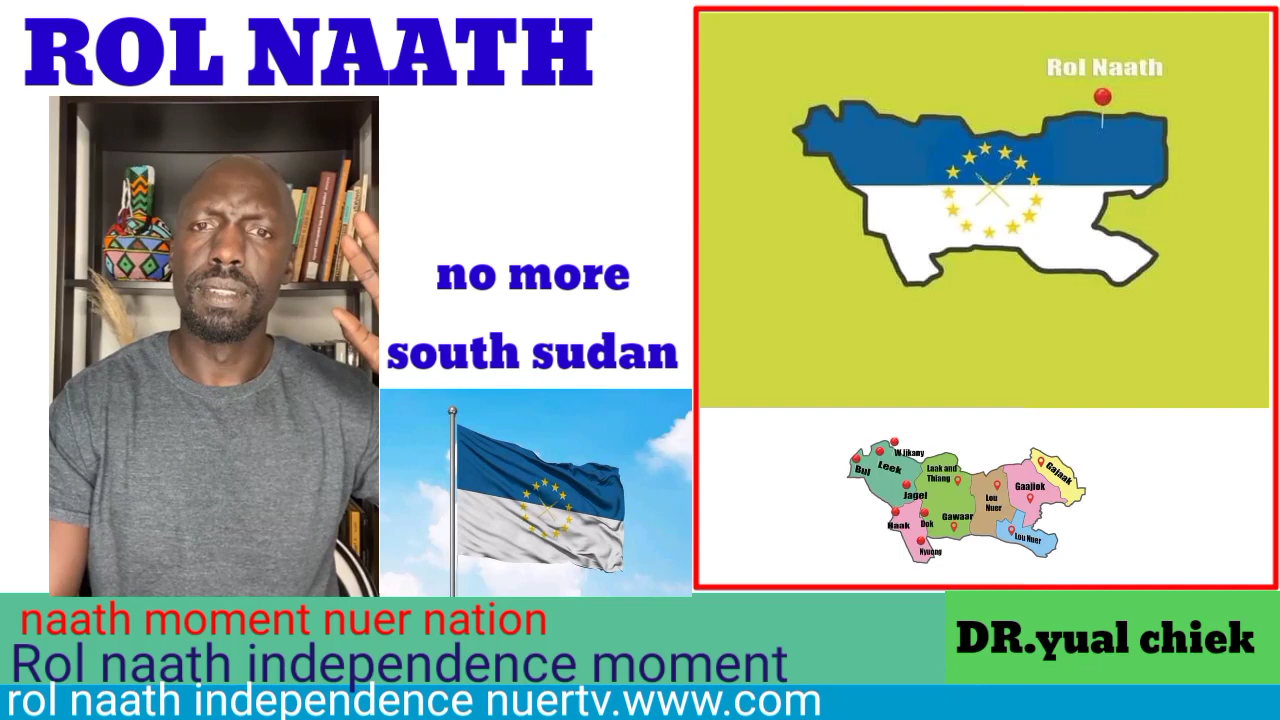 ROL NAATH
no more
south sudan
Rol Naath
W.Jikany
Bul
Leek
Jagei
Haak
Dok
Nyuong
Laak and
Thiang
Gawaar
Lou
Nuer
Gaajiok
Gajaak
Lou Nuer
naath moment nuer nation
Rol naath independence moment
DR.yual chiek
rol naath independence nuertv.www.com